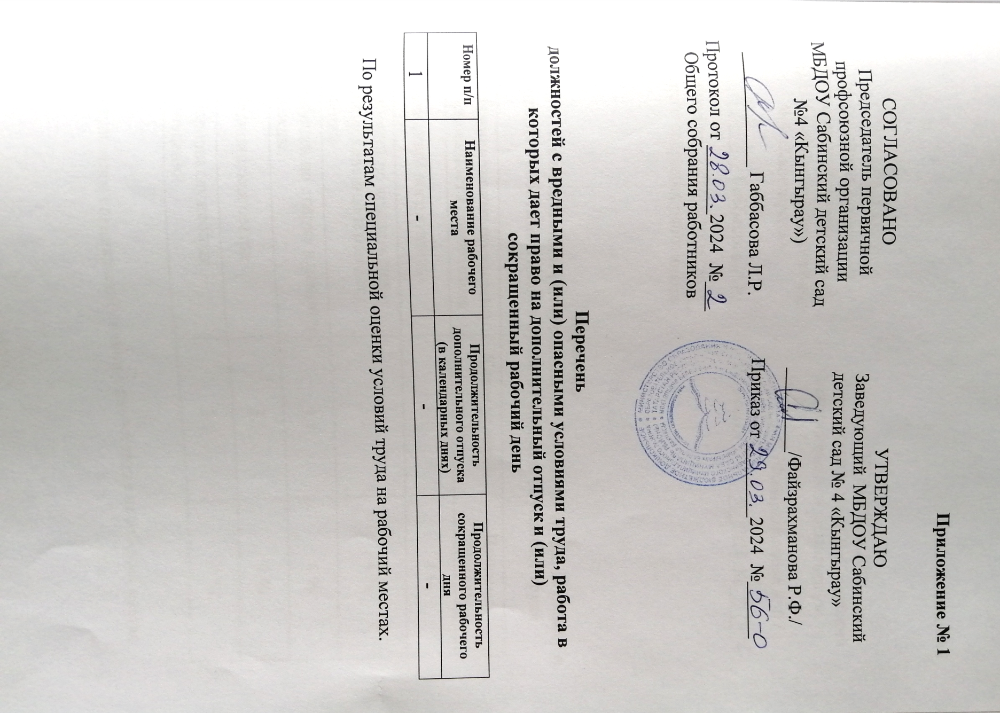 Приложение № 1
СОГЛАСОВАНО
Председатель первичной
профсоюзной организации
МБДОУ Сабинский детский сад
№4 «Кынгырау»)
Габбасова Л.Р.
Протокол от 28.03.2024 № 2
Общего собрания работников
УТВЕРЖДАЮ
Заведующий МБДОУ Сабинский
детский сад № 4 «Кынгырау»
/Файзрахманова Р.Ф./
Приказ от 29.03.2024 № 56-О
Перечень
должностей с вредными и (или) опасными условиями труда, работа в
которых дает право на дополнительный отпуск и (или)
сокращенный рабочий день
Номер п/п
Наименование рабочего
места
Продолжительность
дополнительного отпуска
(в календарных днях)
Продолжительность
сокращенного рабочего
дня
1
-
-
-
По результатам специальной оценки условий труда на рабочий местах.